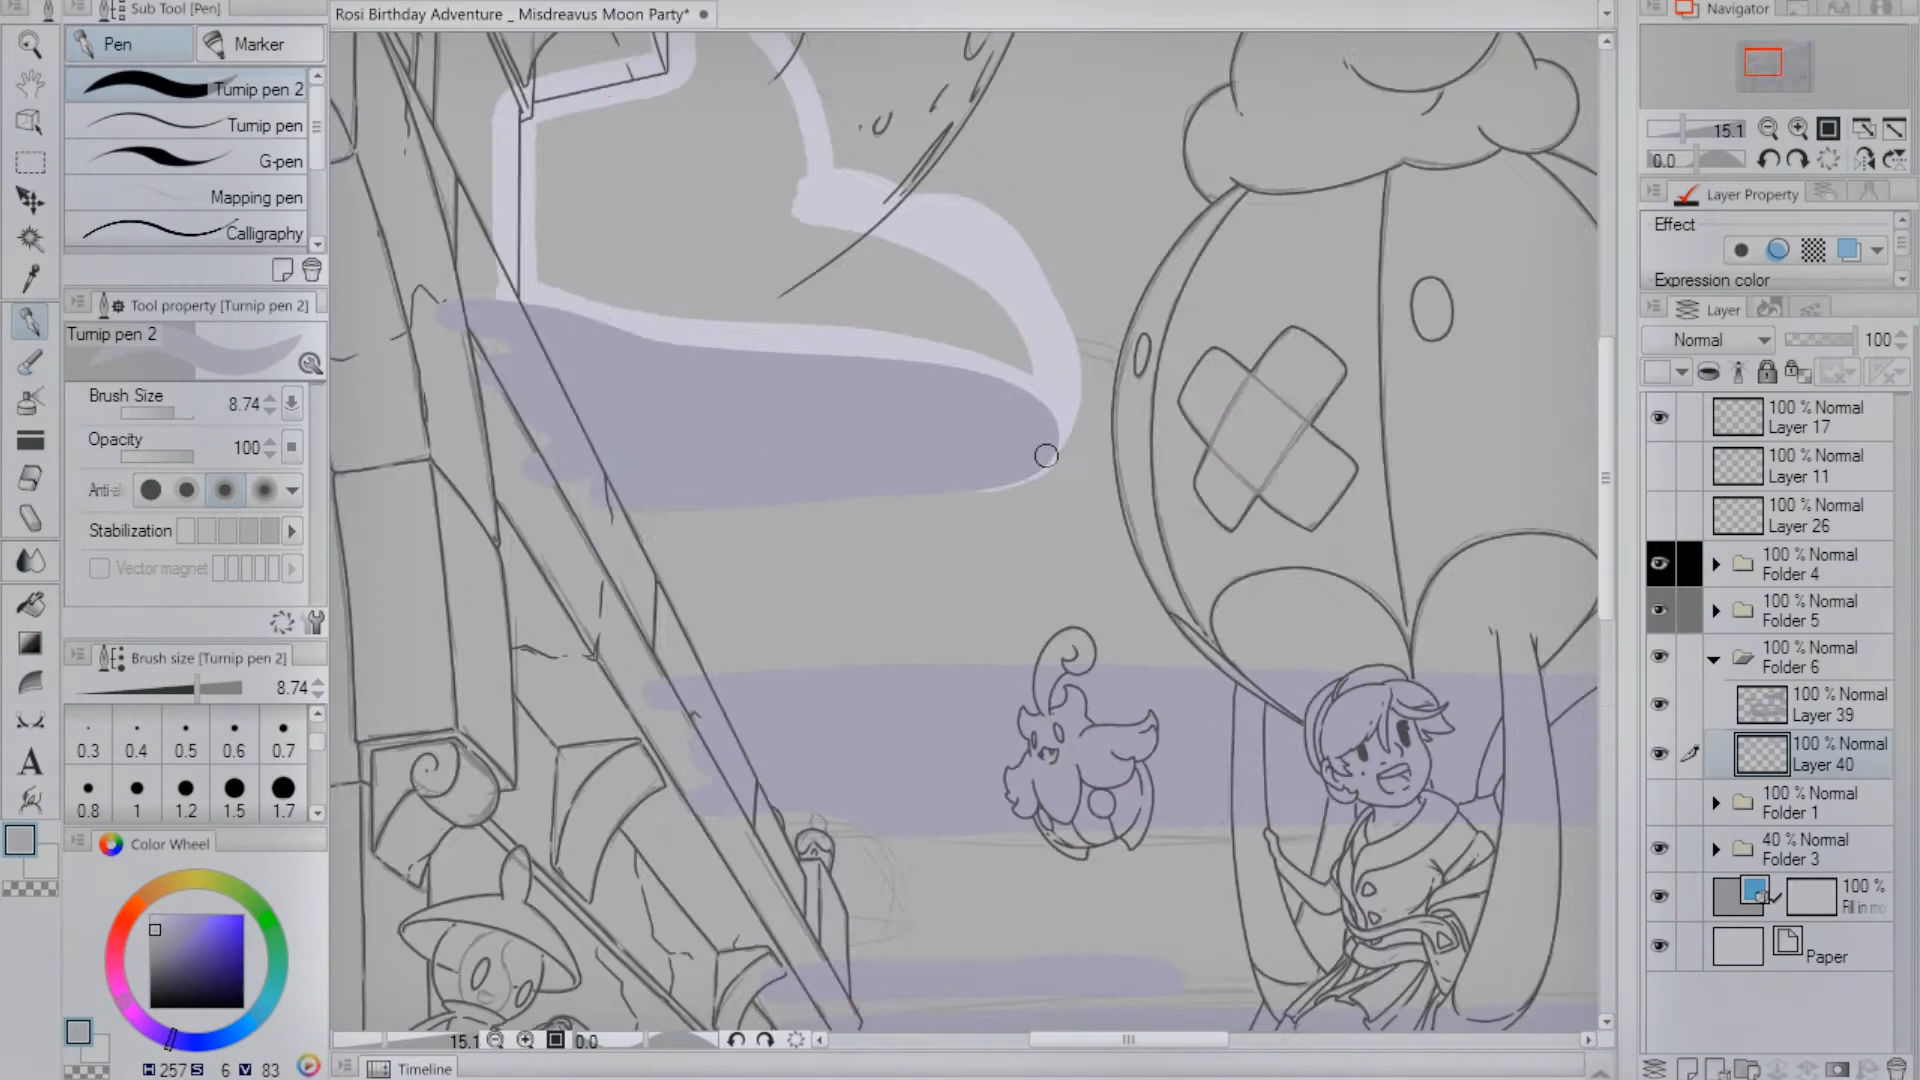 Sub Tool [Pen]
Rosi Birthday Adventure _ Misdreavus Moon Party*
Navigator
Pen
Marker
Turnip pen 2
Turnip pen
G-pen
Mapping pen
Calligraphy
15.1
0.0
Layer Property
Effect
Expression color
Tool property [Turnip pen 2]
Turnip pen 2
Brush Size
8.74
Opacity
100
Anti-ali
Stabilization
Vector magnet
Layer
Normal
100
100 % Normal
Layer 17
100 % Normal
Layer 11
100 % Normal
Layer 26
100 % Normal
Folder 4
100 % Normal
Folder 5
100 % Normal
Folder 6
100 % Normal
Layer 39
100 % Normal
Layer 40
100 % Normal
Folder 1
40 % Normal
Folder 3
100 %
Fill in mo
Paper
Brush size [Turnip pen 2]
8.74
0.3 0.4 0.5 0.6 0.7
0.8 1 1.2 1.5 1.7
Color Wheel
H 257 S 6 V 83
15.1
0.0
Timeline